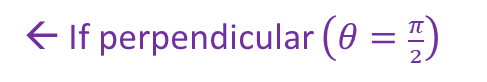 ← If perpendicular (θ = π/2)